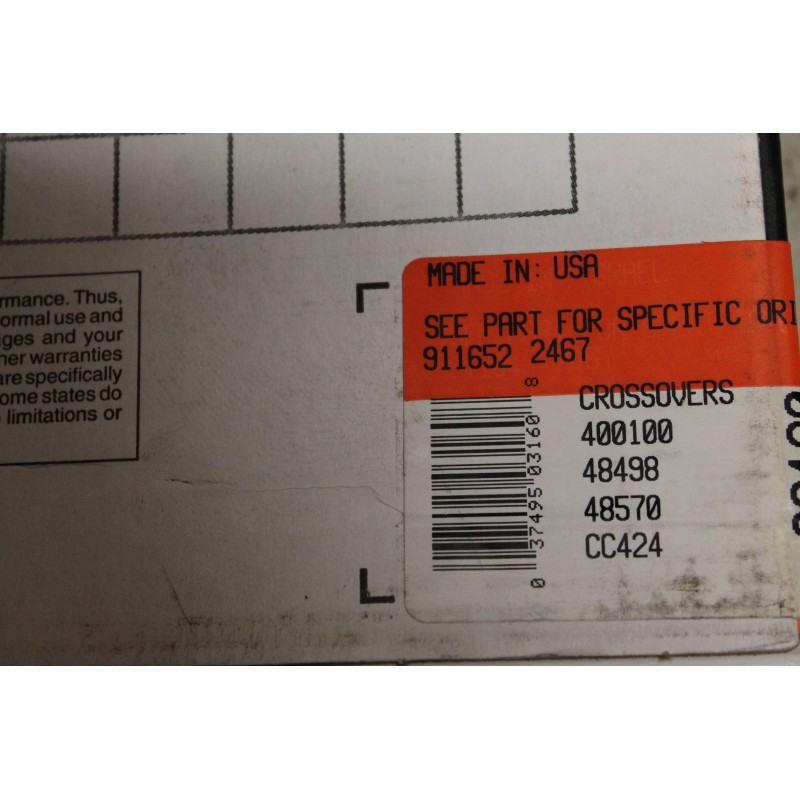 rmance. Thus,
ormal use and
ges and your
her warranties
are specifically
ome states do
limitations or
MADE IN: USA
SEE PART FOR SPECIFIC ORI
911652 2467
CROSSOVERS
400100
48498
48570
CC424
0 37495 03160 8